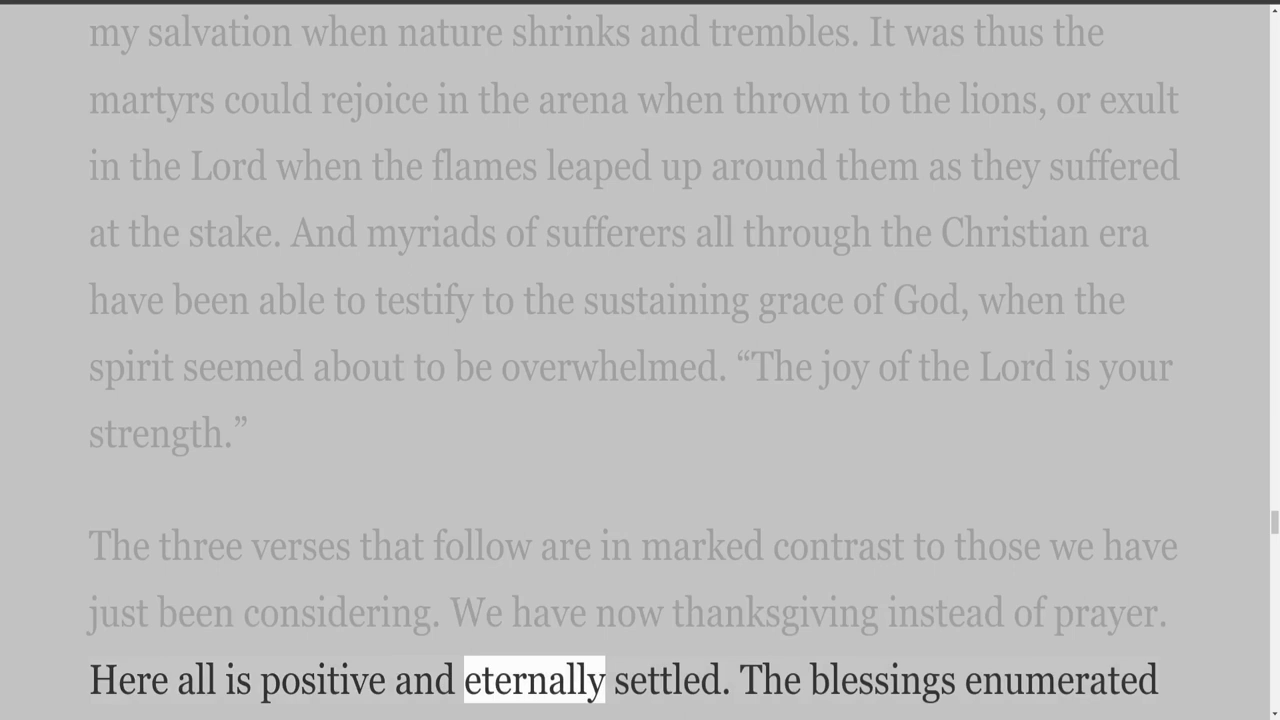 my salvation when nature shrinks and trembles. It was thus the
martyrs could rejoice in the arena when thrown to the lions, or exult
in the Lord when the flames leaped up around them as they suffered
at the stake. And myriads of sufferers all through the Christian era
have been able to testify to the sustaining grace of God, when the
spirit seemed about to be overwhelmed. “The joy of the Lord is your
strength.”
The three verses that follow are in marked contrast to those we have
just been considering. We have now thanksgiving instead of prayer.
Here all is positive and eternally settled. The blessings enumerated